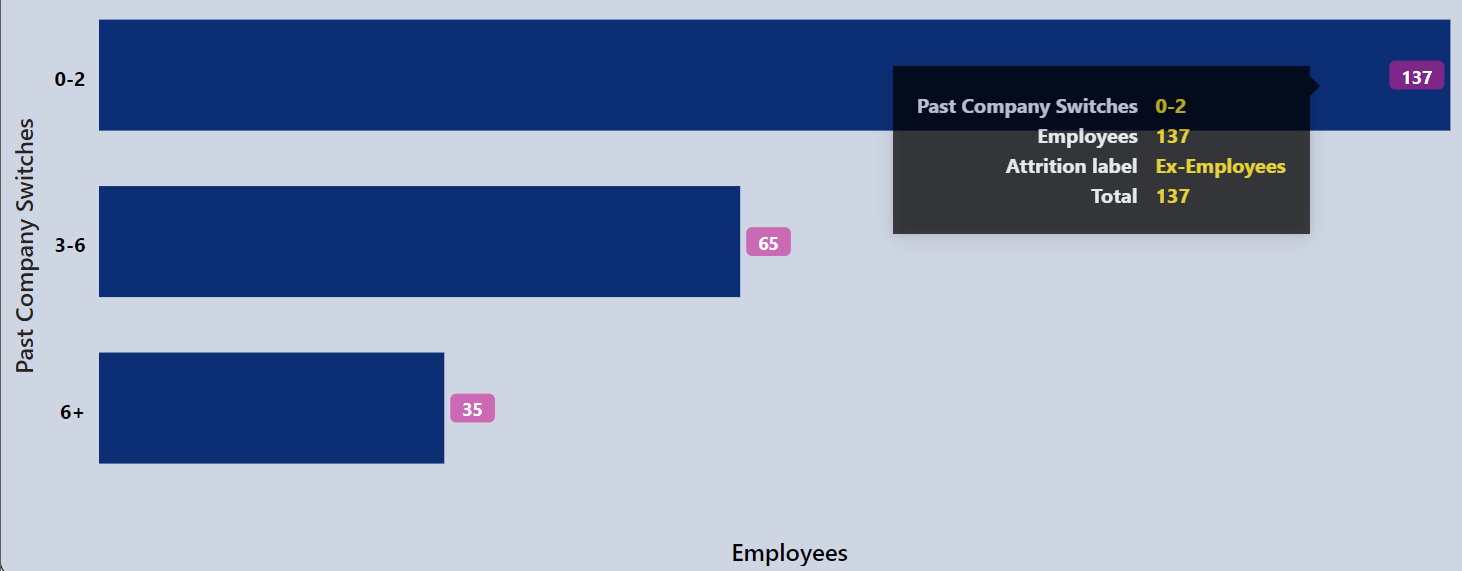 Past Company Switches
0-2
137
Past Company Switches 0-2
Employees 137
Attrition label Ex-Employees
Total 137
3-6
65
6+
35
Employees